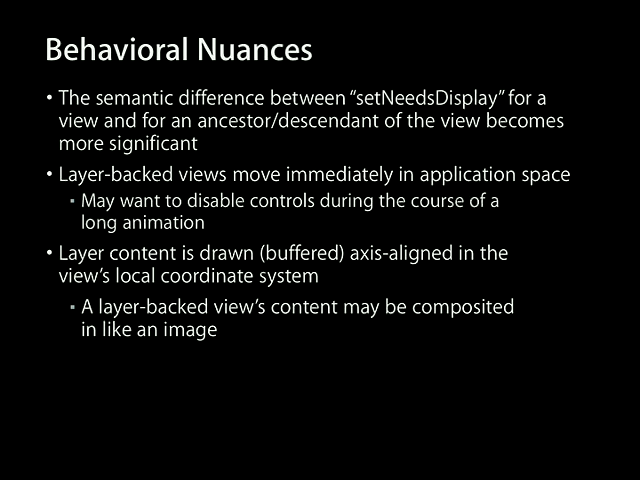 Behavioral Nuances
• The semantic difference between “setNeedsDisplay” for a
view and for an ancestor/descendant of the view becomes
more significant
• Layer-backed views move immediately in application space
▪ May want to disable controls during the course of a
long animation
• Layer content is drawn (buffered) axis-aligned in the
view’s local coordinate system
▪ A layer-backed view’s content may be composited
in like an image